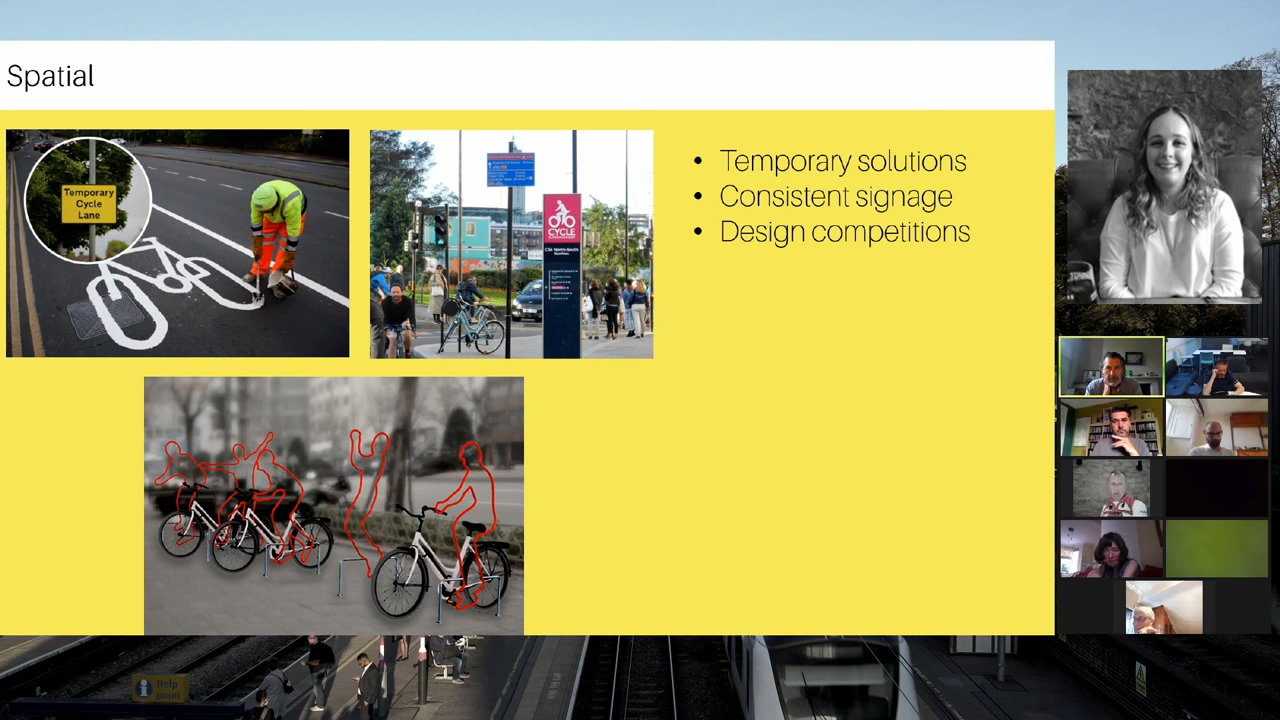 Spatial
Temporary
Cycle
Lane
CYCLE
• Temporary solutions
• Consistent signage
• Design competitions
i Help
point